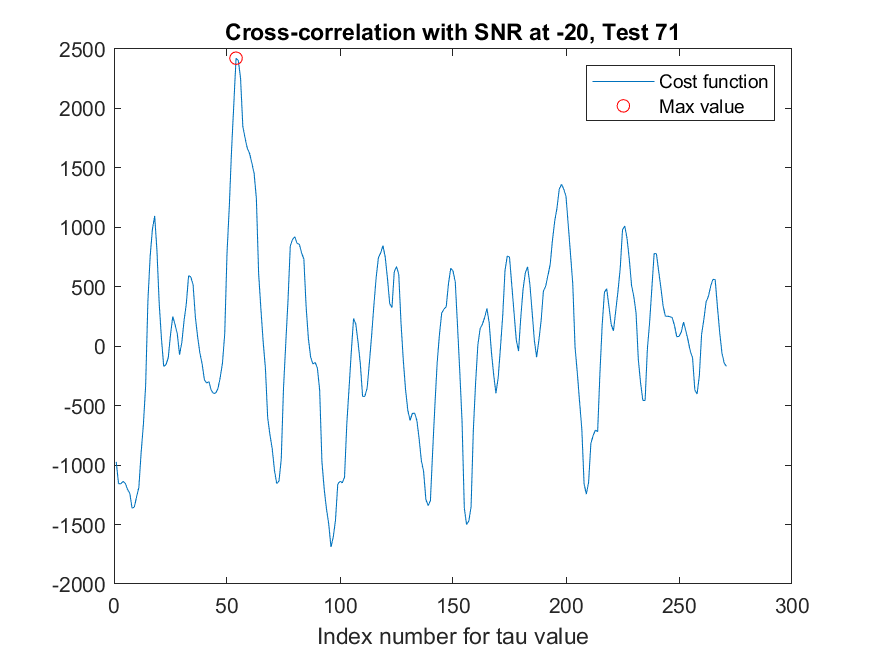 Cross-correlation with SNR at -20, Test 71
2500
2000
1500
1000
500
0
-500
-1000
-1500
-2000
Cost function
Max value
0 50 100 150 200 250 300
Index number for tau value